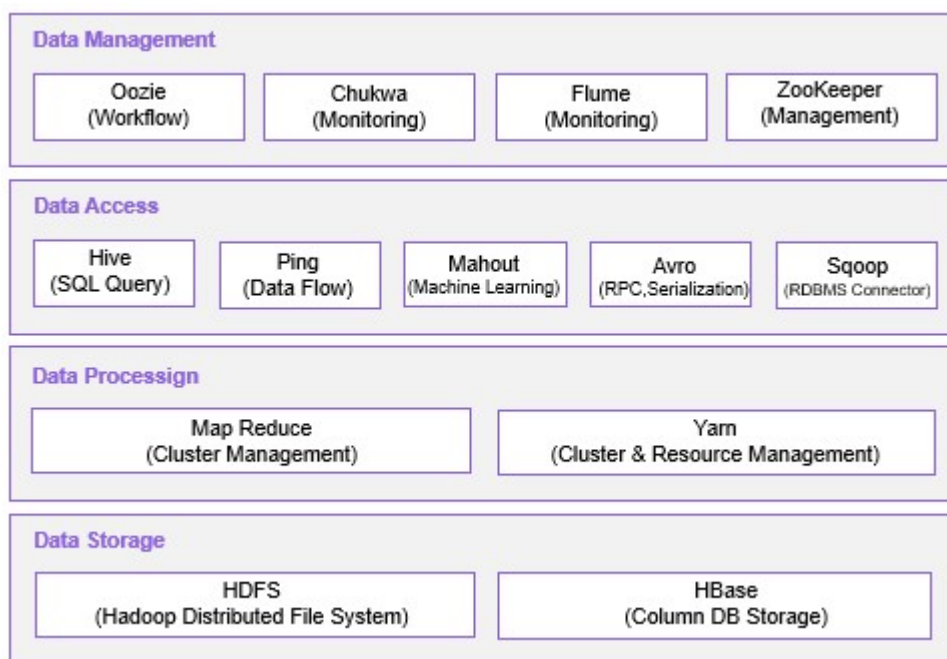 Data Management
Oozie
(Workflow)
Chukwa
(Monitoring)
Flume
(Monitoring)
ZooKeeper
(Management)
Data Access
Hive
(SQL Query)
Ping
(Data Flow)
Mahout
(Machine Learning)
Avro
(RPC,Serialization)
Sqoop
(RDBMS Connector)
Data Processign
Map Reduce
(Cluster Management)
Yarn
(Cluster & Resource Management)
Data Storage
HDFS
(Hadoop Distributed File System)
HBase
(Column DB Storage)